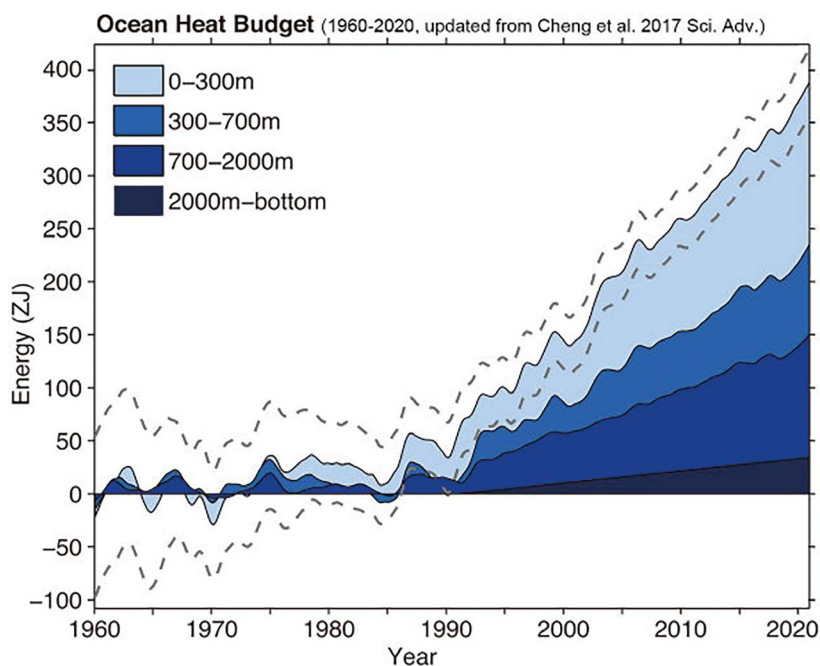 Ocean Heat Budget (1960-2020, updated from Cheng et al. 2017 Sci. Adv.)
0–300m
300–700m
700–2000m
2000m–bottom
Energy (ZJ)
400
350
300
250
200
150
100
50
0
−50
−100
1960 1970 1980 1990 2000 2010 2020
Year